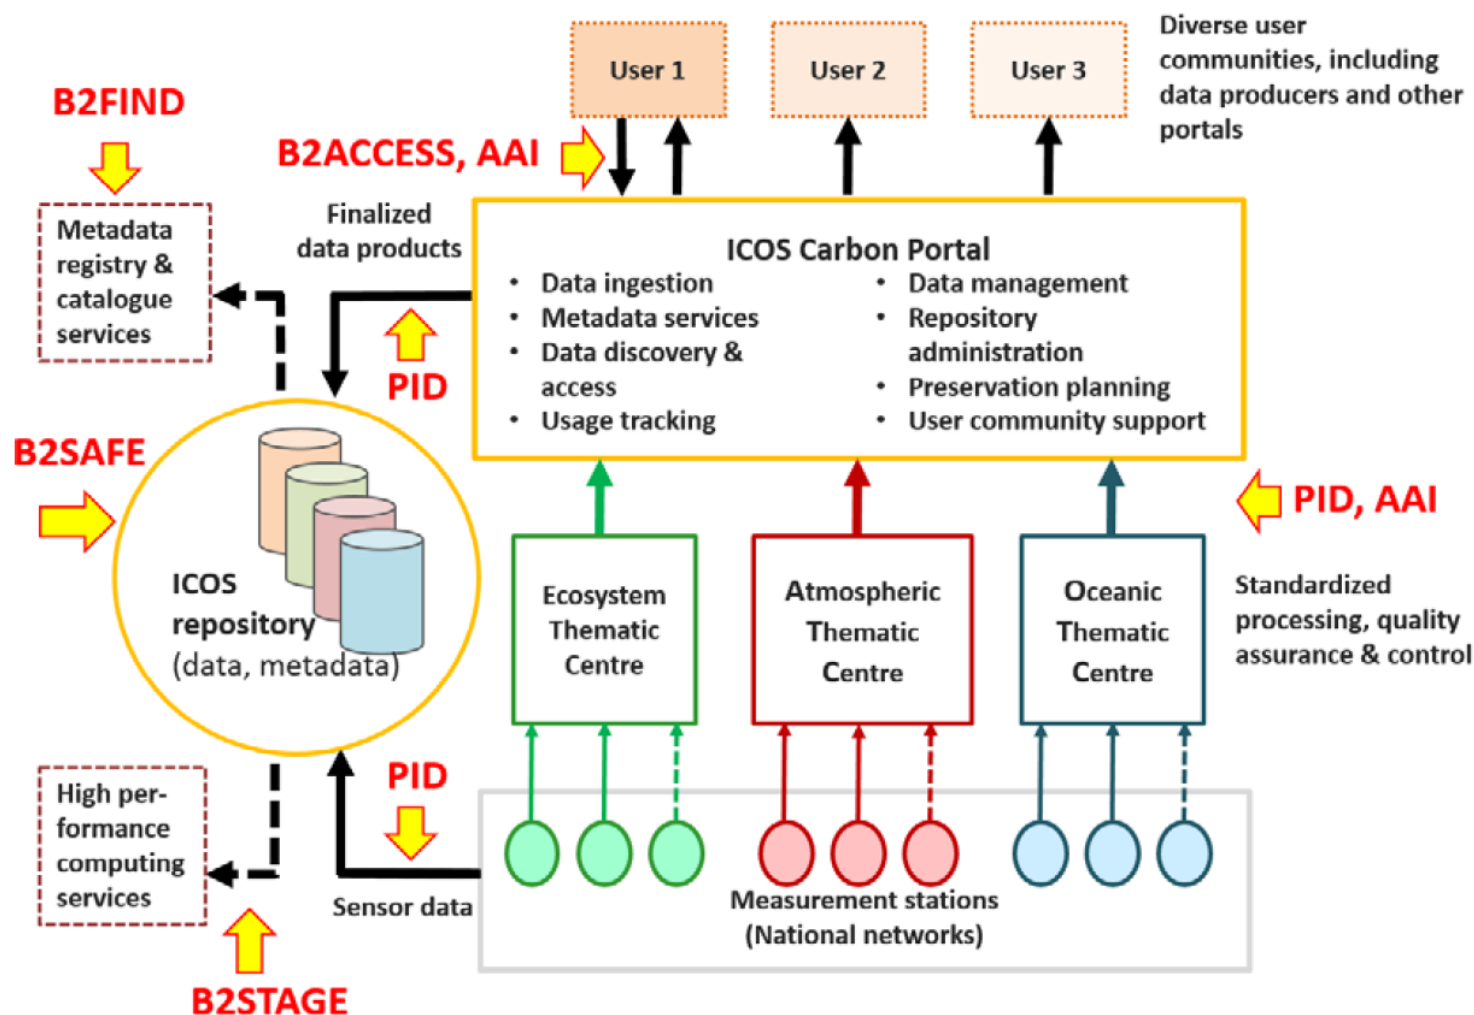 User 1
User 2
User 3
Diverse user
communities, including
data producers and other
portals
B2FIND
B2ACCESS, AAI
Metadata
registry &
catalogue
services
Finalized
data products
PID
ICOS Carbon Portal
• Data ingestion
• Metadata services
• Data discovery &
access
• Usage tracking
• Data management
• Repository
administration
• Preservation planning
• User community support
B2SAFE
PID, AAI
ICOS
repository
(data, metadata)
Ecosystem
Thematic
Centre
Atmospheric
Thematic
Centre
Oceanic
Thematic
Centre
Standardized
processing, quality
assurance & control
High per-
formance
computing
services
PID
Sensor data
Measurement stations
(National networks)
B2STAGE